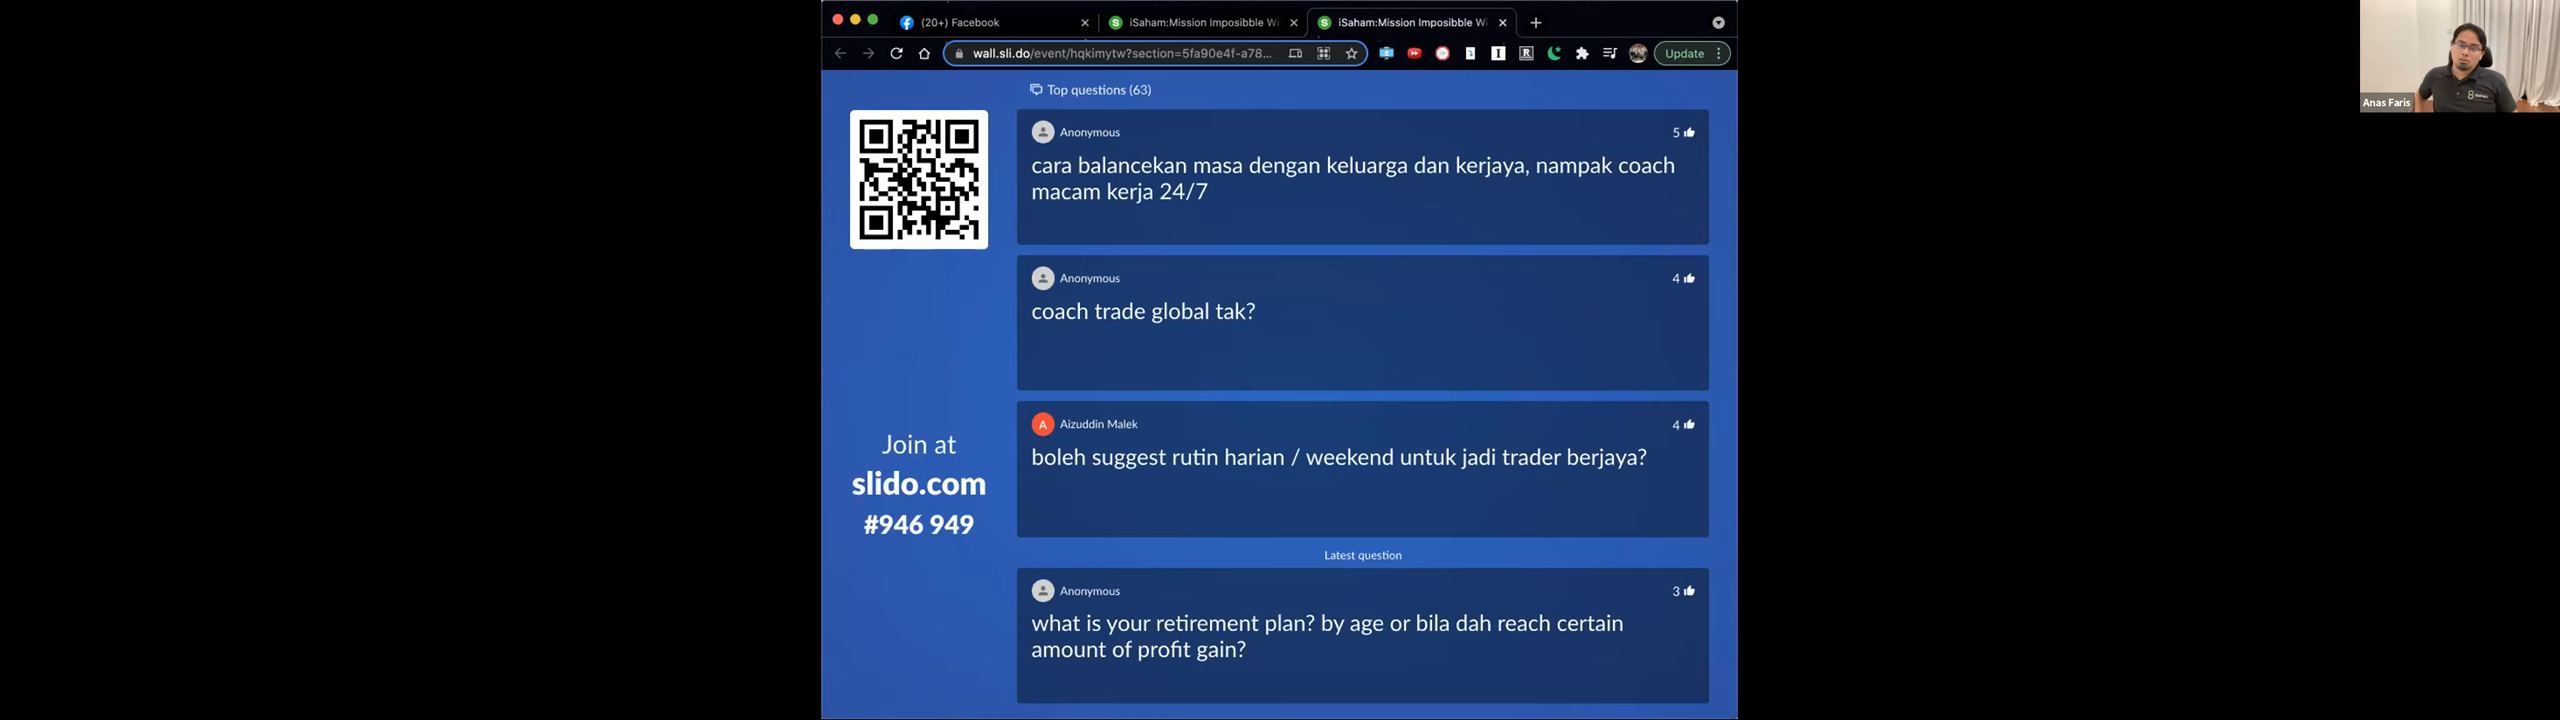 (20+) Facebook
iSaham:Mission Imposibble Wi
iSaham:Mission Imposibble Wi
wall.sli.do/event/hqkimytw?section=5fa90e4f-a78...
Update
Top questions (63)
Anonymous
5
cara balancekan masa dengan keluarga dan kerjaya, nampak coach
macam kerja 24/7
Anonymous
4
coach trade global tak?
Join at
slido.com
#946 949
Aizuddin Malek
4
boleh suggest rutin harian / weekend untuk jadi trader berjaya?
Latest question
Anonymous
3
what is your retirement plan? by age or bila dah reach certain
amount of profit gain?
Anas Faris